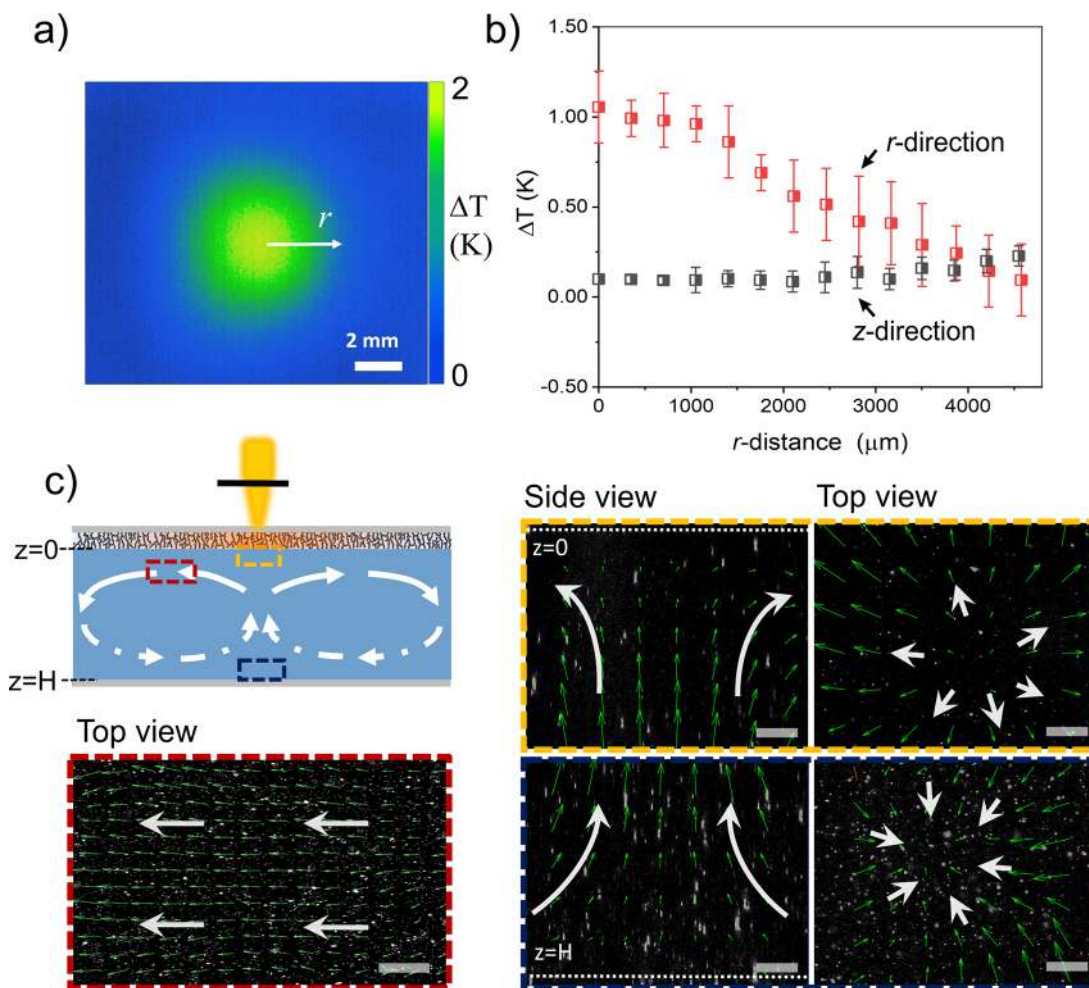 a)
2
ΔT
(K)
r
2 mm
0
b)
1.50
1.00
0.50
0.00
-0.50
ΔT (K)
r-direction
z-direction
0
1000
2000
3000
4000
r-distance (μm)
c)
z=0
z=H
Top view
Side view
Top view
z=0
z=H